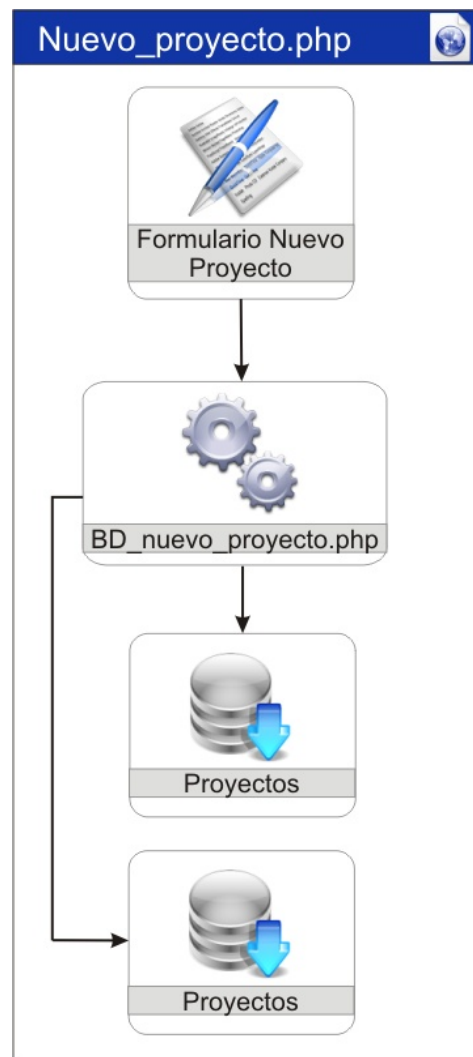 Nuevo_proyecto.php
Formulario Nuevo
Proyecto
BD_nuevo_proyecto.php
Proyectos
Proyectos